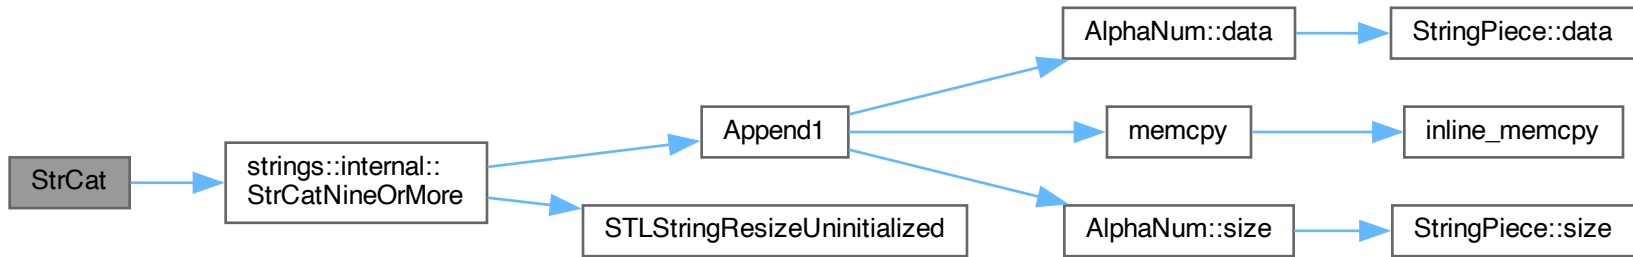 StrCat
strings::internal::
StrCatNineOrMore
Append1
STLStringResizeUninitialized
AlphaNum::data
memcpy
AlphaNum::size
StringPiece::data
inline_memcpy
StringPiece::size